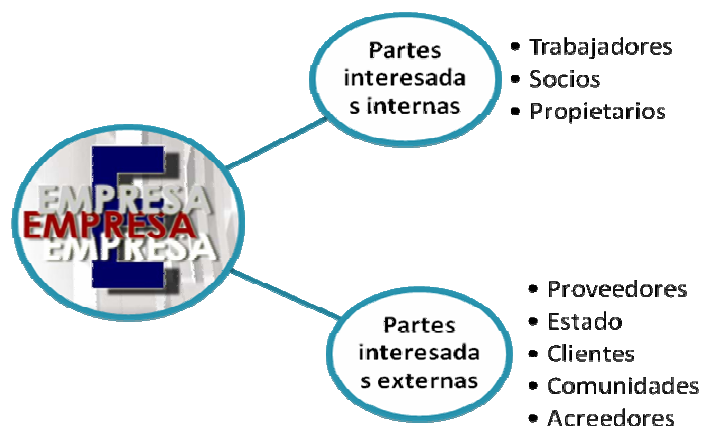 Partes
interesada
s internas
• Trabajadores
• Socios
• Propietarios
E
EMPRESA
EMPRESA
EMPRESA
Partes
interesada
s externas
• Proveedores
• Estado
• Clientes
• Comunidades
• Acreedores